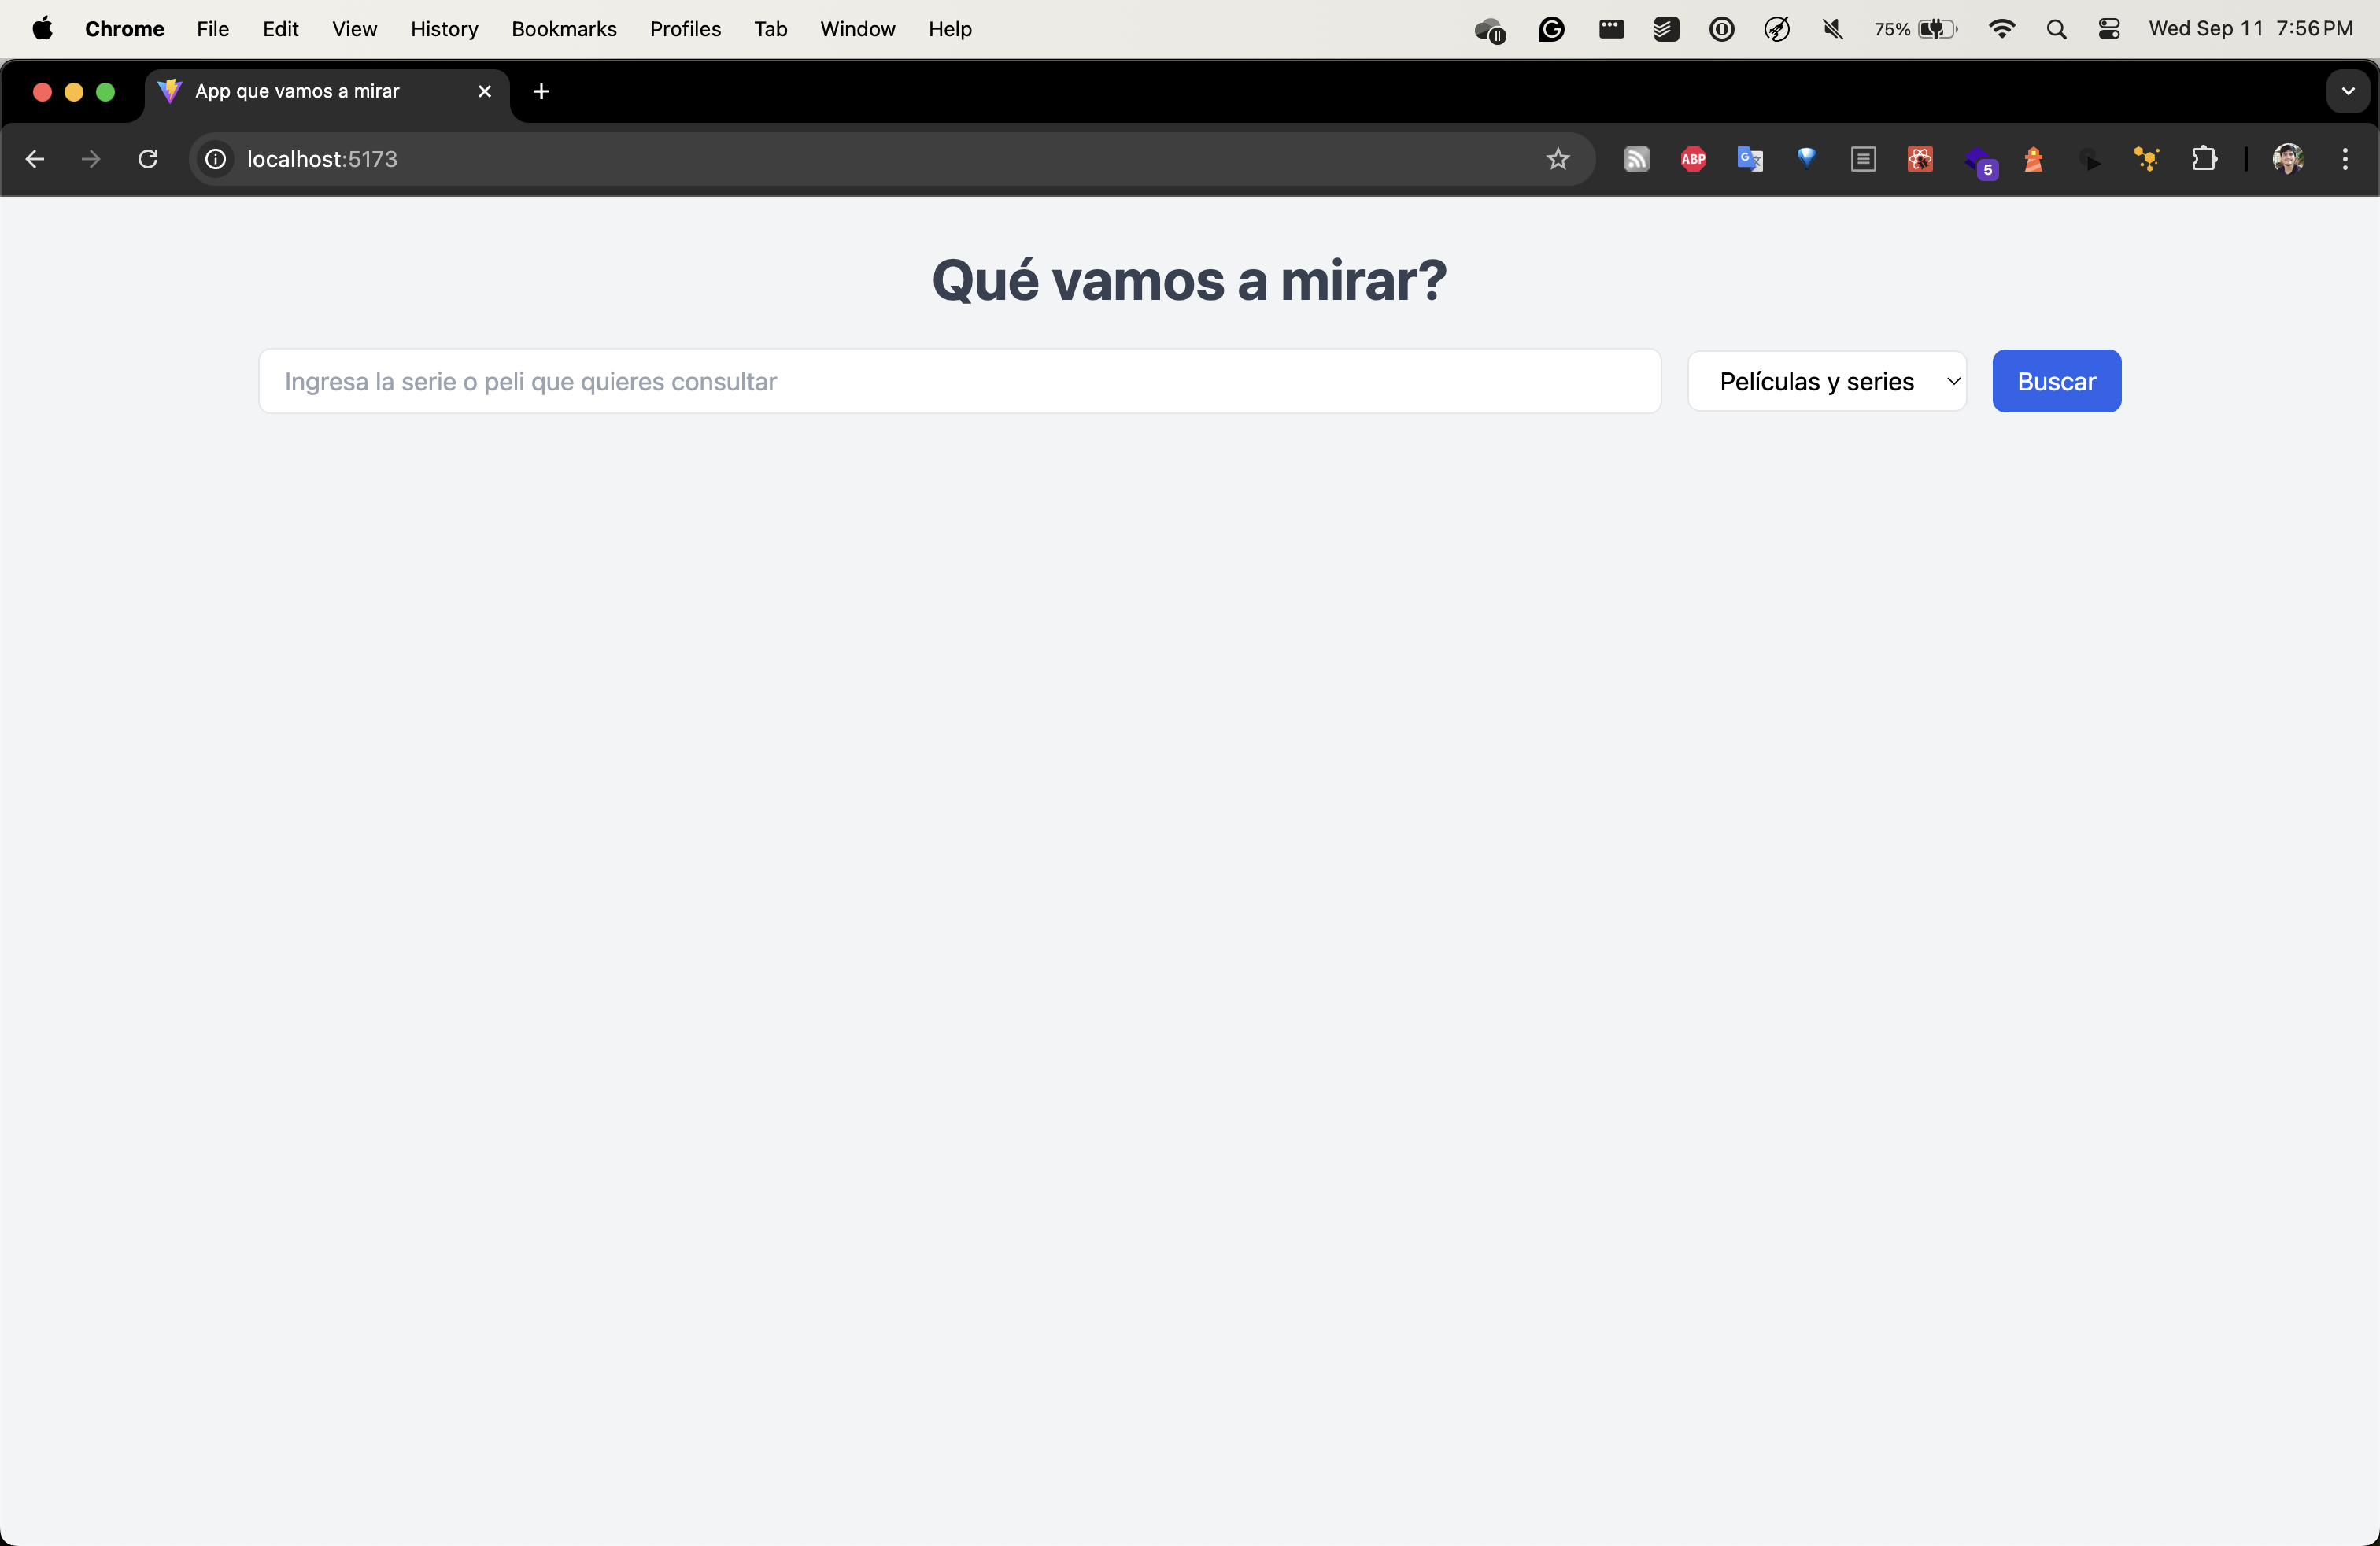 Chrome File Edit View History Bookmarks Profiles Tab Window Help 75% Wed Sep 11 7:56 PM
App que vamos a mirar
localhost:5173 ABP G 5
Qué vamos a mirar?
Ingresa la serie o peli que quieres consultar Películas y series Buscar